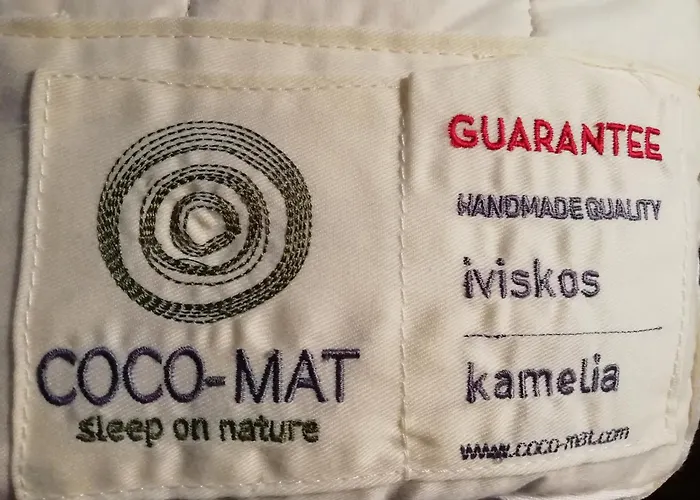 COCO-MAT
sleep on nature
GUARANTEE
HANDMADE QUALITY
iviskos
kamelia
www.coco-mat.com